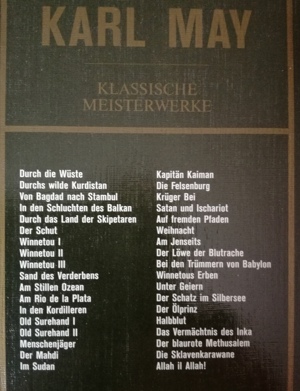 KARL MAY
KLASSISCHE
MEISTERWERKE
Durch die Wüste
Durchs wilde Kurdistan
Von Bagdad nach Stambul
In den Schluchten des Balkan
Durch das Land der Skipetaren
Der Schut
Winnetou I
Winnetou II
Winnetou III
Sand des Verderbens
Am Stillen Ozean
Am Rio de la Plata
In den Kordilleren
Old Surehand I
Old Surehand II
Menschenjäger
Der Mahdi
Im Sudan
Kapitän Kaiman
Die Felsenburg
Krüger Bei
Satan und Ischariot
Auf fremden Pfaden
Weihnacht
Am Jenseits
Der Löwe der Blutrache
Bei den Trümmern von Babylon
Winnetous Erben
Unter Geiern
Der Schatz im Silbersee
Der Ölprinz
Halbblut
Das Vermächtnis des Inka
Der blaurote Methusalem
Die Sklavenkarawane
Allah il Allah!